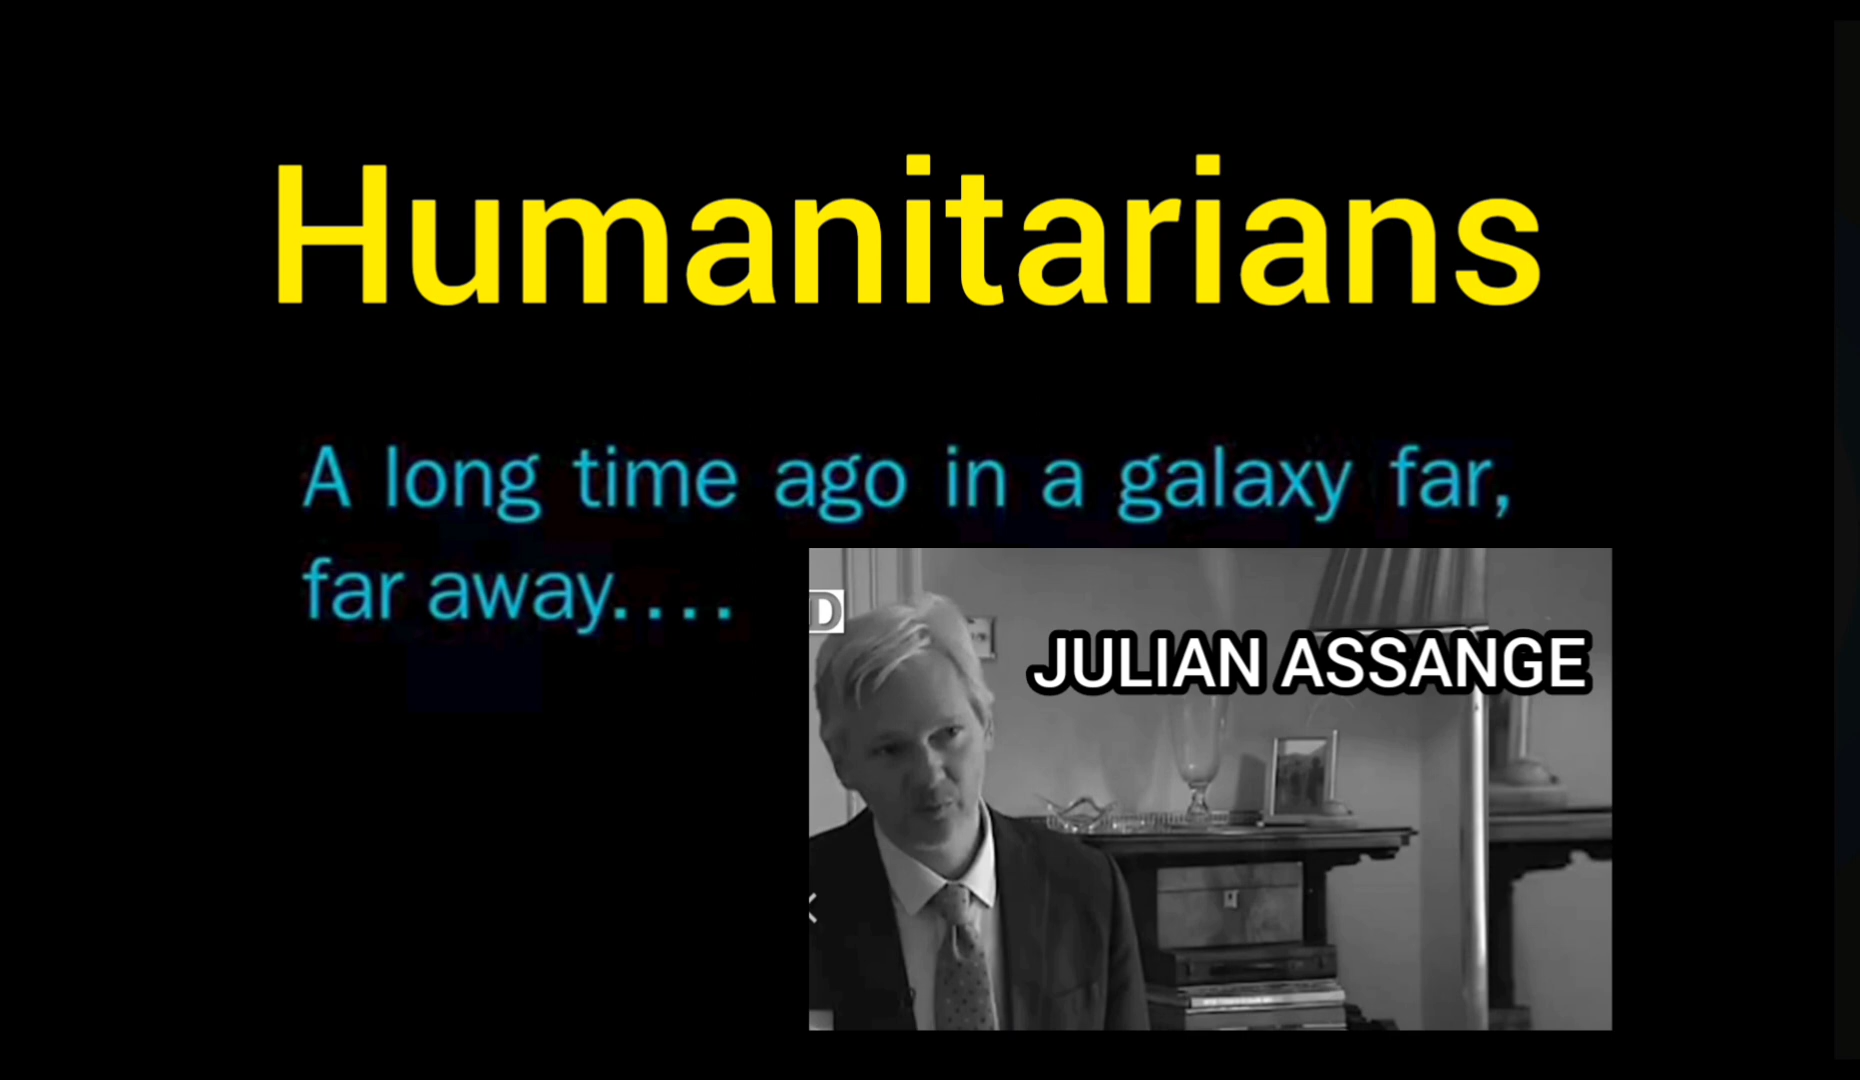 Humanitarians
A long time ago in a galaxy far,
far away....
D
JULIAN ASSANGE